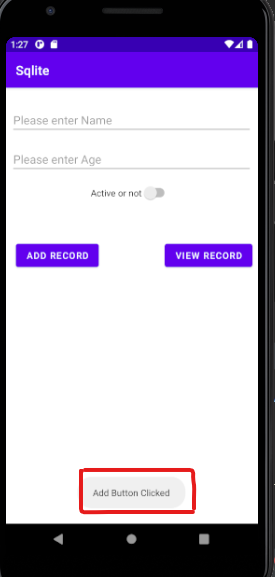 1:27
Sqlite
Please enter Name
Please enter Age
Active or not
ADD RECORD
VIEW RECORD
Add Button Clicked